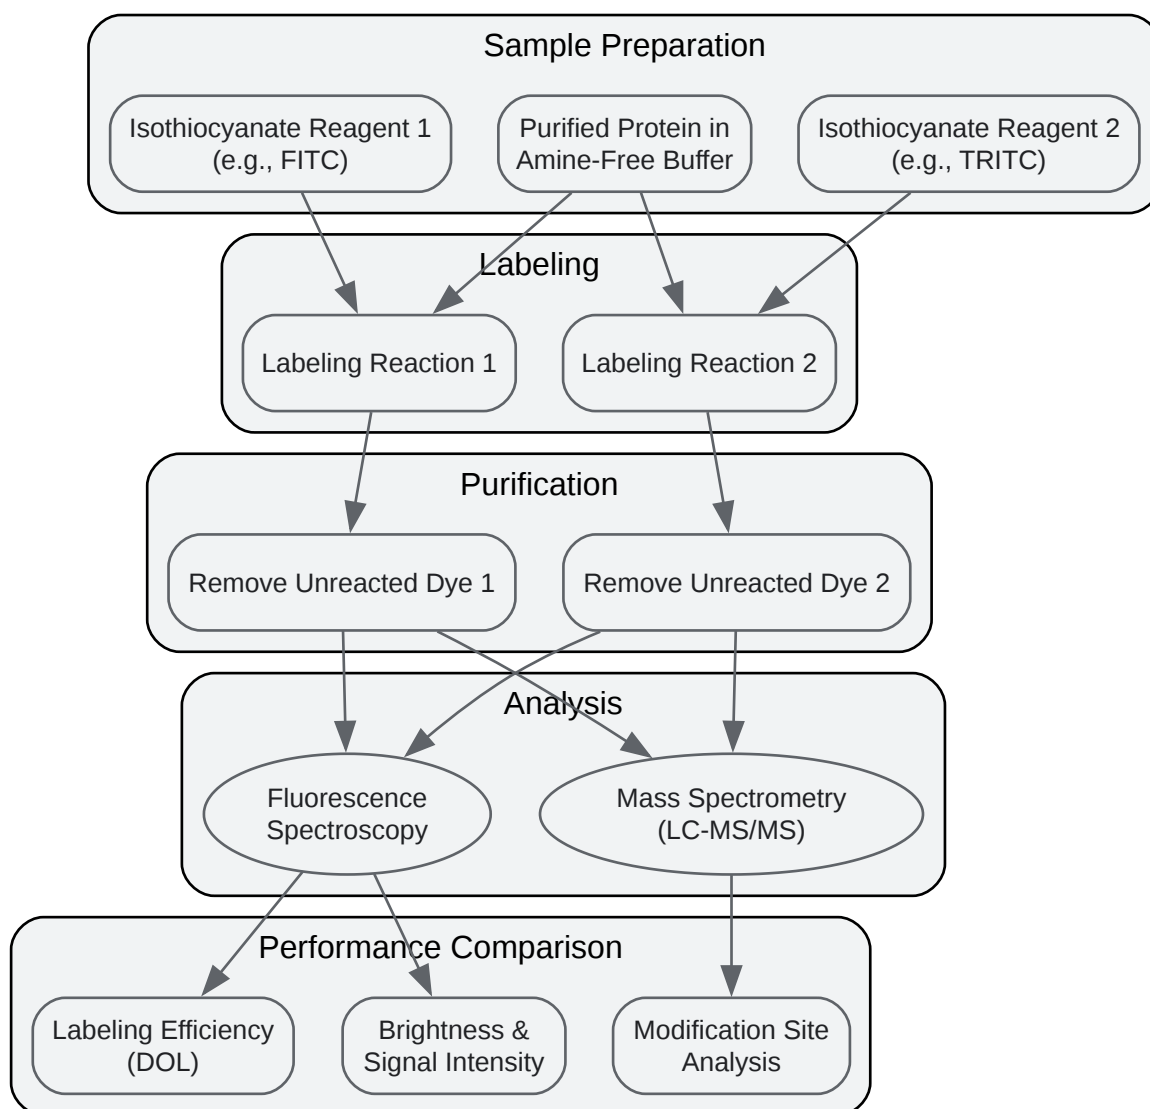 Sample Preparation
Isothiocyanate Reagent 1
(e.g., FITC)
Purified Protein in
Amine-Free Buffer
Isothiocyanate Reagent 2
(e.g., TRITC)
Labeling
Labeling Reaction 1
Labeling Reaction 2
Purification
Remove Unreacted Dye 1
Remove Unreacted Dye 2
Analysis
Fluorescence
Spectroscopy
Mass Spectrometry
(LC-MS/MS)
Performance Comparison
Labeling Efficiency
(DOL)
Brightness &
Signal Intensity
Modification Site
Analysis